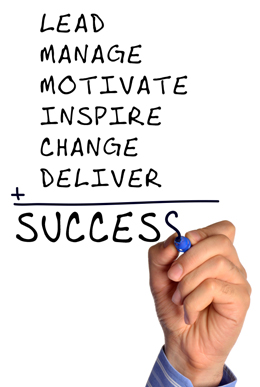 LEAD
MANAGE
MOTIVATE
INSPIRE
CHANGE
DELIVER
+
SUCCESS